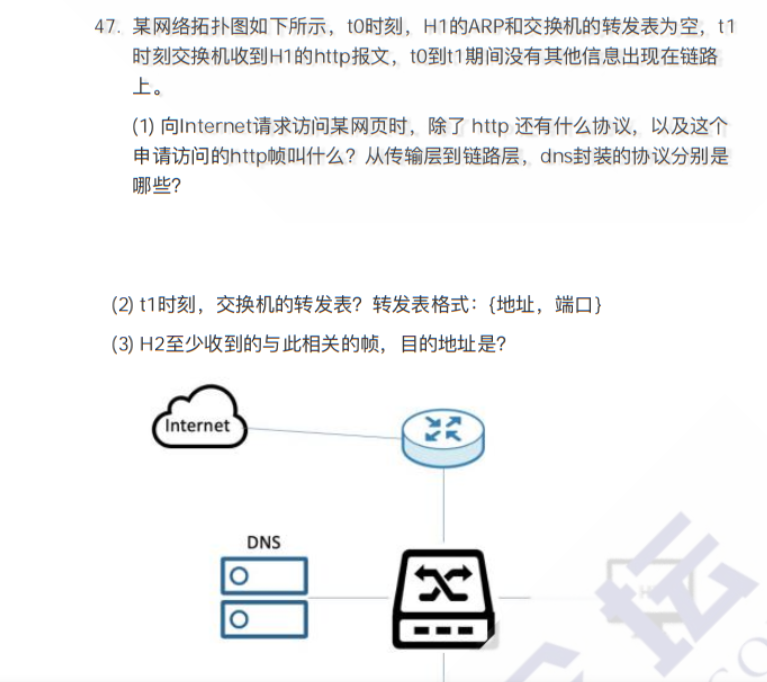 47. 某网络拓扑图如下所示，t0时刻，H1的ARP和交换机的转发表为空，t1
时刻交换机收到H1的http报文，t0到t1期间没有其他信息出现在链路
上。
(1) 向Internet请求访问某网页时，除了 http 还有什么协议，以及这个
申请访问的http帧叫什么？从传输层到链路层，dns封装的协议分别是
哪些?
(2) t1时刻，交换机的转发表？转发表格式：{地址，端口}
(3) H2至少收到的与此相关的帧，目的地址是?
Internet
DNS
坛